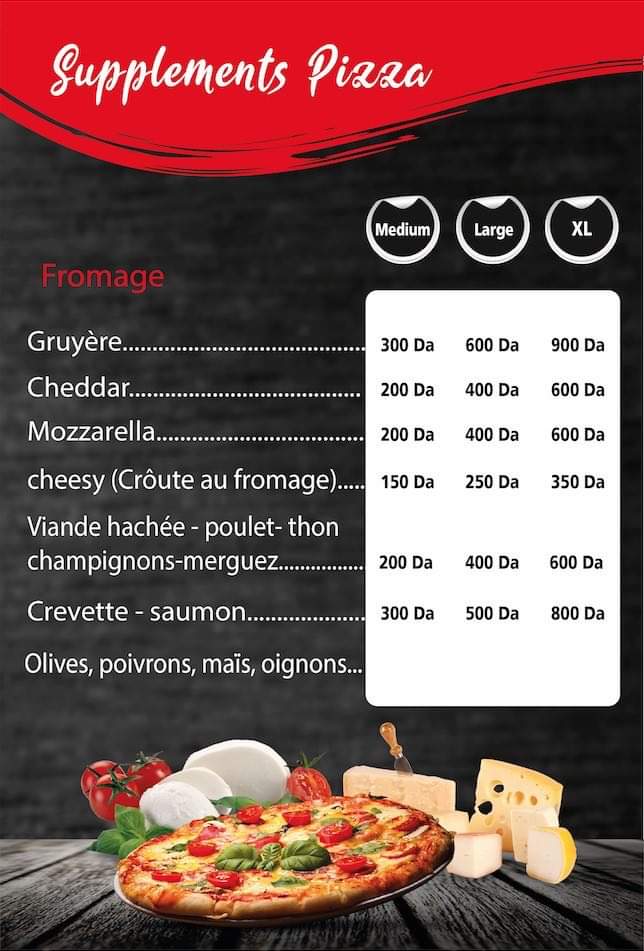 Supplements Pizza
Medium Large XL
Fromage
Gruyère......................................... 300 Da 600 Da 900 Da
Cheddar....................................... 200 Da 400 Da 600 Da
Mozzarella................................... 200 Da 400 Da 600 Da
cheesy (Crôute au fromage)..... 150 Da 250 Da 350 Da
Viande hachée - poulet- thon
champignons-merguez............... 200 Da 400 Da 600 Da
Crevette - saumon.................... 300 Da 500 Da 800 Da
Olives, poivrons, maïs, oignons...